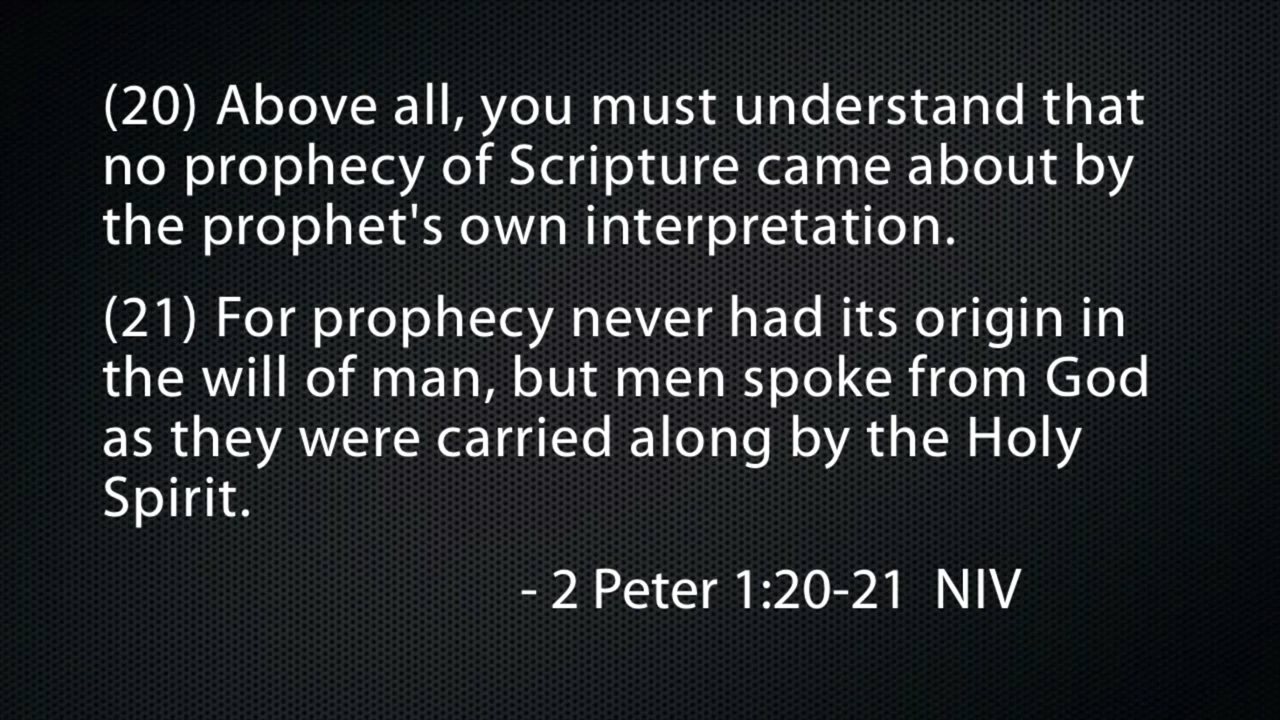 (20) Above all, you must understand that
no prophecy of Scripture came about by
the prophet's own interpretation.
(21) For prophecy never had its origin in
the will of man, but men spoke from God
as they were carried along by the Holy
Spirit.
- 2 Peter 1:20-21 NIV